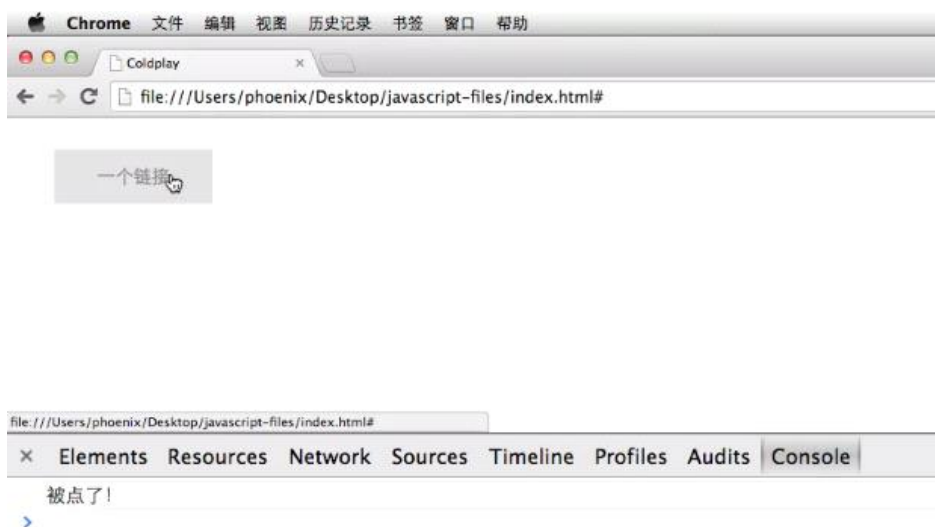 Chrome 文件 编辑 视图 历史记录 书签 窗口 帮助
Coldplay
file:///Users/phoenix/Desktop/javascript-files/index.html#
一个链接
file:///Users/phoenix/Desktop/javascript-files/index.html#
Elements Resources Network Sources Timeline Profiles Audits Console
被点了!